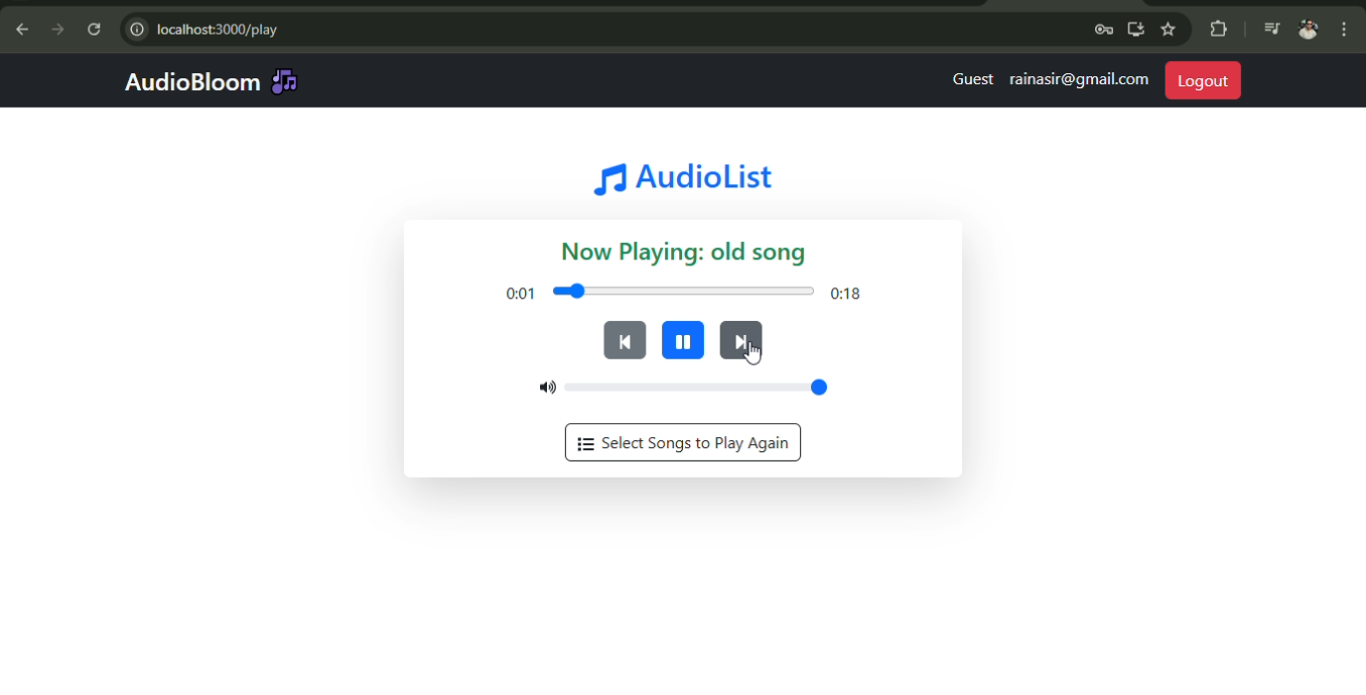 localhost:3000/play
AudioBloom
Guest rainasir@gmail.com Logout
AudioList
Now Playing: old song
0:01 0:18
Select Songs to Play Again